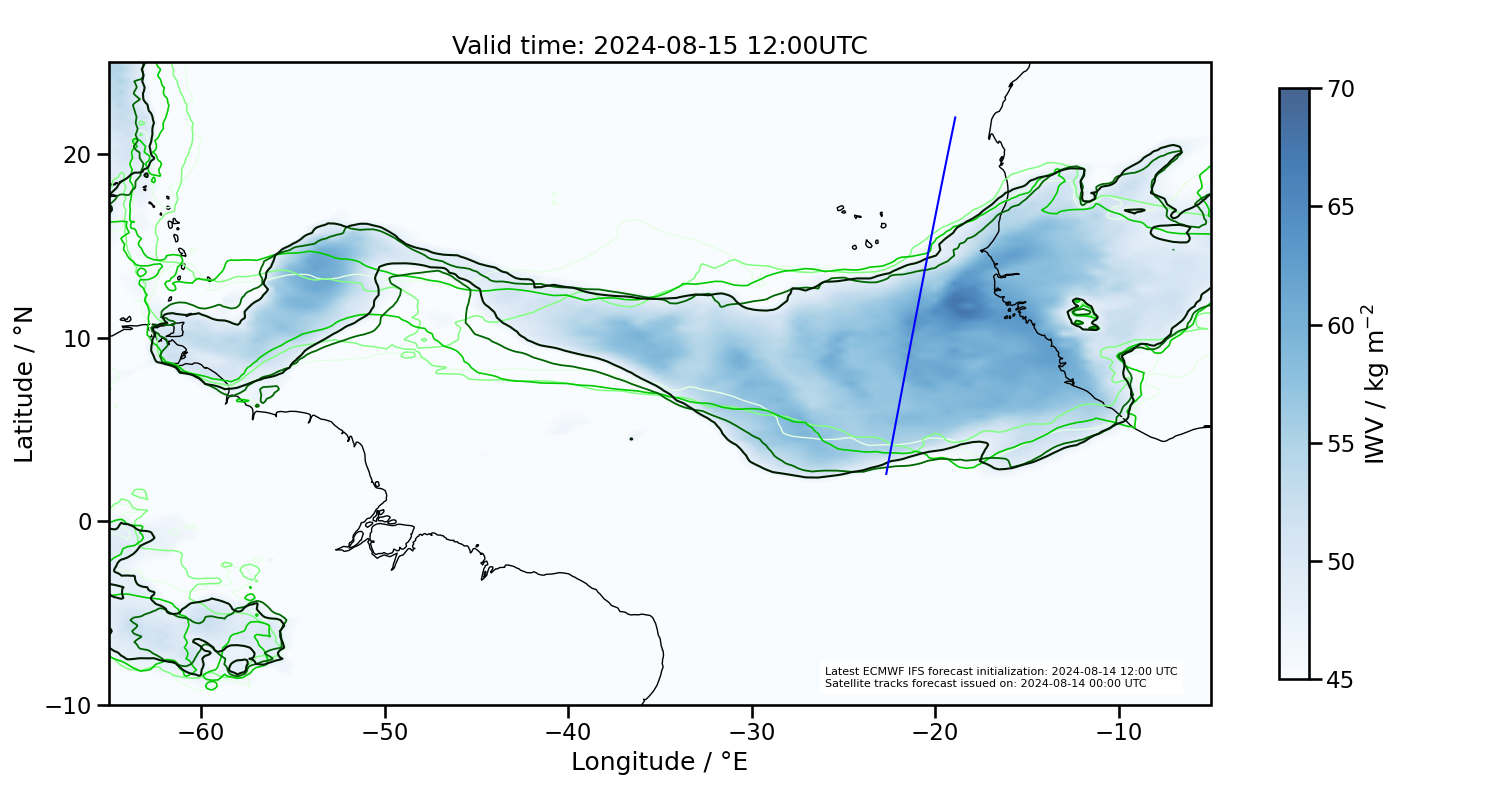 Valid time: 2024-08-15 12:00UTC
Latitude / °N
20
10
0
−10
−60
−50
−40
−30
−20
−10
Longitude / °E
Latest ECMWF IFS forecast initialization: 2024-08-14 12:00 UTC
Satellite tracks forecast issued on: 2024-08-14 00:00 UTC
70
65
60
55
50
45
IWV / kg m⁻²